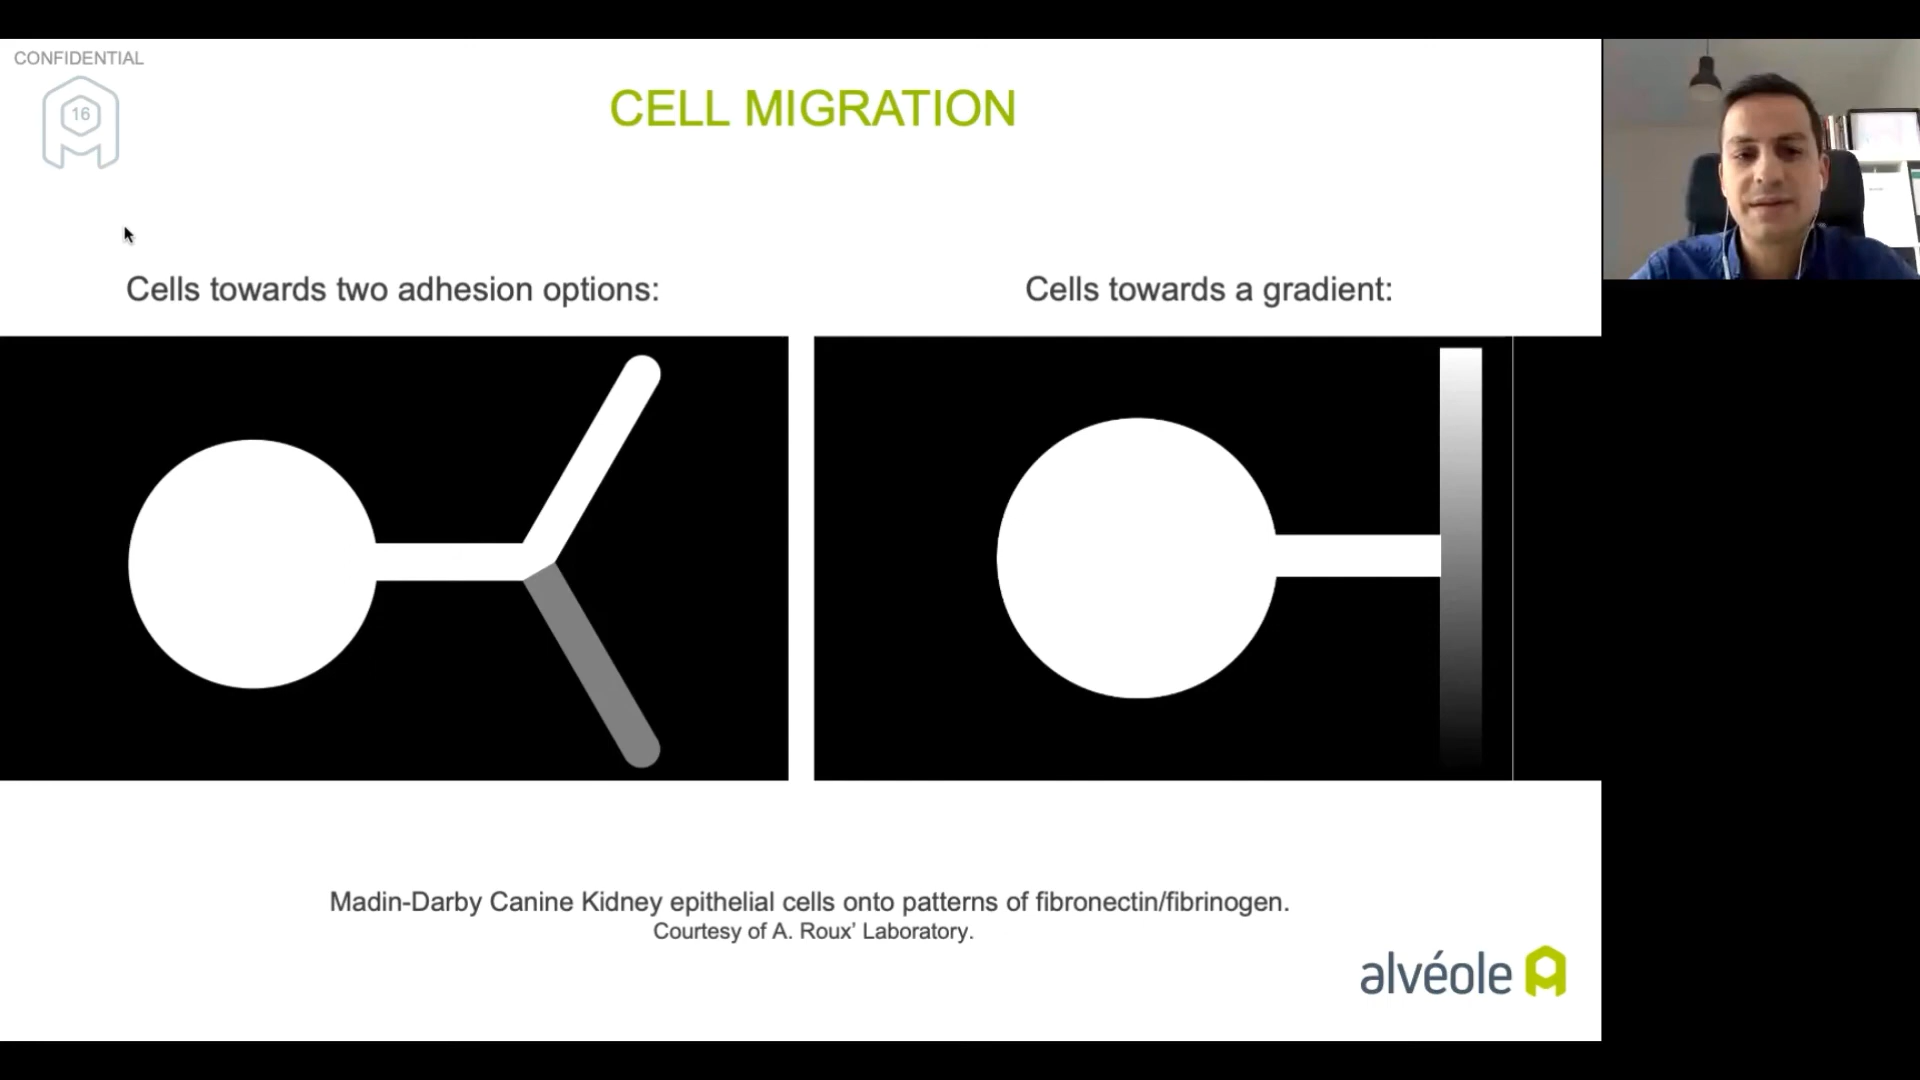 CONFIDENTIAL
16
CELL MIGRATION
Cells towards two adhesion options:
Cells towards a gradient:
Madin-Darby Canine Kidney epithelial cells onto patterns of fibronectin/fibrinogen.
Courtesy of A. Roux’ Laboratory.
alvéole